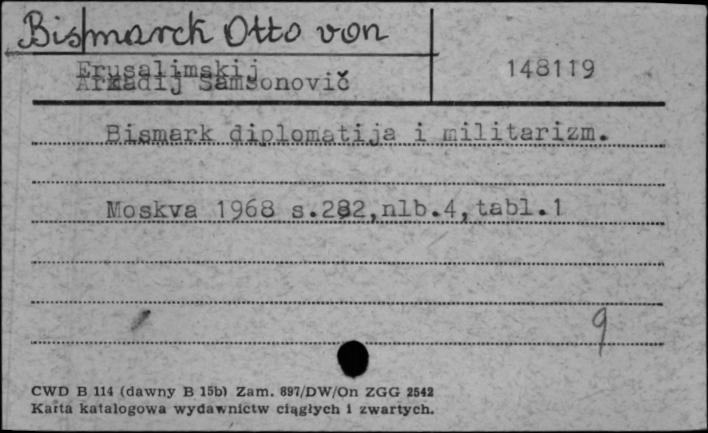 Bismarck Otto von
Erusalimskij
Arkadij Samsonovič
148119
Bismark diplomatija i militarizm.
Moskva 1968 s.282,nlb.4,tabl.1
9
CWD B 114 (dawny B 15b) Zam. 897/DW/On ZGG 2542
Karta katalogowa wydawnictw ciągłych i zwartych.